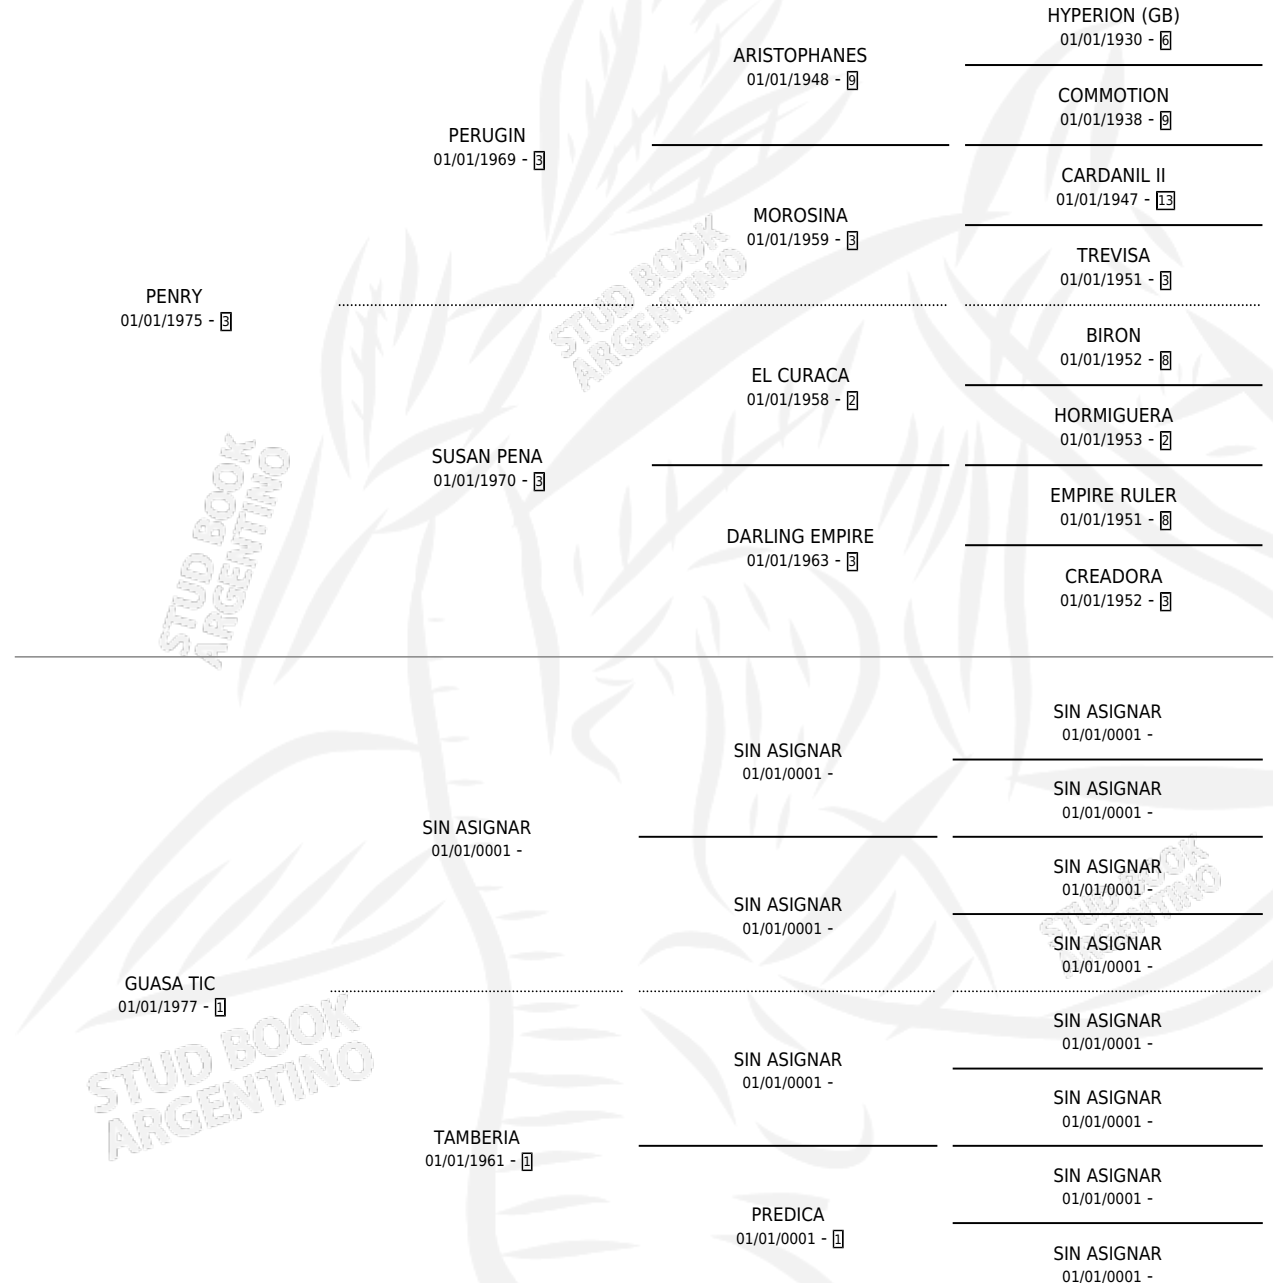 HYPERION (GB)
01/01/1930 - 6
ARISTOPHANES
01/01/1948 - 9
COMMOTION
01/01/1938 - 9
PERUGIN
01/01/1969 - 3
CARDANIL II
01/01/1947 - 13
MOROSINA
01/01/1959 - 3
TREVISA
01/01/1951 - 3
PENRY
01/01/1975 - 3
BIRON
01/01/1952 - 8
EL CURACA
01/01/1958 - 2
HORMIGUERA
01/01/1953 - 2
SUSAN PENA
01/01/1970 - 3
EMPIRE RULER
01/01/1951 - 8
DARLING EMPIRE
01/01/1963 - 3
CREADORA
01/01/1952 - 3
STUD BOOK
ARGENTINO
STUD BOOK
ARGENTINO
SIN ASIGNAR
01/01/0001 -
SIN ASIGNAR
01/01/0001 -
SIN ASIGNAR
01/01/0001 -
SIN ASIGNAR
01/01/0001 -
SIN ASIGNAR
01/01/0001 -
SIN ASIGNAR
01/01/0001 -
SIN ASIGNAR
01/01/0001 -
GUASA TIC
01/01/1977 - 1
SIN ASIGNAR
01/01/0001 -
SIN ASIGNAR
01/01/0001 -
SIN ASIGNAR
01/01/0001 -
TAMBERIA
01/01/1961 - 1
SIN ASIGNAR
01/01/0001 -
PREDICA
01/01/0001 - 1
SIN ASIGNAR
01/01/0001 -
STUD BOOK
ARGENTINO
STUD BOOK
ARGENTINO